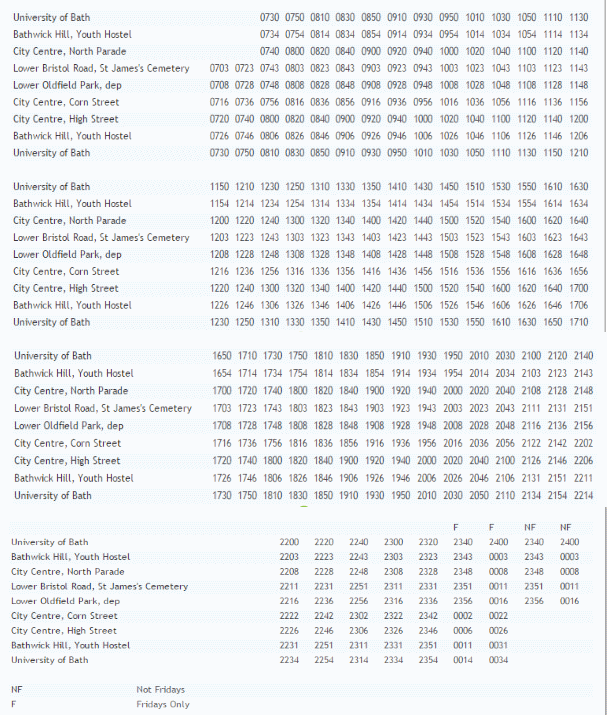 University of Bath 0730 0750 0810 0830 0850 0910 0930 0950 1010 1030 1050 1110 1130
Bathwick Hill, Youth Hostel 0734 0754 0814 0834 0854 0914 0934 0954 1014 1034 1054 1114 1134
City Centre, North Parade 0740 0800 0820 0840 0900 0920 0940 1000 1020 1040 1100 1120 1140
Lower Bristol Road, St James's Cemetery 0703 0723 0743 0803 0823 0843 0903 0923 0943 1003 1023 1043 1103 1123 1143
Lower Oldfield Park, dep 0708 0728 0748 0808 0828 0848 0908 0928 0948 1008 1028 1048 1108 1128 1148
City Centre, Corn Street 0716 0736 0756 0816 0836 0856 0916 0936 0956 1016 1036 1056 1116 1136 1156
City Centre, High Street 0720 0740 0800 0820 0840 0900 0920 0940 1000 1020 1040 1100 1120 1140 1200
Bathwick Hill, Youth Hostel 0726 0746 0806 0826 0846 0906 0926 0946 1006 1026 1046 1106 1126 1146 1206
University of Bath 0730 0750 0810 0830 0850 0910 0930 0950 1010 1030 1050 1110 1130 1150 1210
University of Bath 1150 1210 1230 1250 1310 1330 1350 1410 1430 1450 1510 1530 1550 1610 1630
Bathwick Hill, Youth Hostel 1154 1214 1234 1254 1314 1334 1354 1414 1434 1454 1514 1534 1554 1614 1634
City Centre, North Parade 1200 1220 1240 1300 1320 1340 1400 1420 1440 1500 1520 1540 1600 1620 1640
Lower Bristol Road, St James's Cemetery 1203 1223 1243 1303 1323 1343 1403 1423 1443 1503 1523 1543 1603 1623 1643
Lower Oldfield Park, dep 1208 1228 1248 1308 1328 1348 1408 1428 1448 1508 1528 1548 1608 1628 1648
City Centre, Corn Street 1216 1236 1256 1316 1336 1356 1416 1436 1456 1516 1536 1556 1616 1636 1656
City Centre, High Street 1220 1240 1300 1320 1340 1400 1420 1440 1500 1520 1540 1600 1620 1640 1700
Bathwick Hill, Youth Hostel 1226 1246 1306 1326 1346 1406 1426 1446 1506 1526 1546 1606 1626 1646 1706
University of Bath 1230 1250 1310 1330 1350 1410 1430 1450 1510 1530 1550 1610 1630 1650 1710
University of Bath 1650 1710 1730 1750 1810 1830 1850 1910 1930 1950 2010 2030 2100 2120 2140
Bathwick Hill, Youth Hostel 1654 1714 1734 1754 1814 1834 1854 1914 1934 1954 2014 2034 2103 2123 2143
City Centre, North Parade 1700 1720 1740 1800 1820 1840 1900 1920 1940 2000 2020 2040 2108 2128 2148
Lower Bristol Road, St James's Cemetery 1703 1723 1743 1803 1823 1843 1903 1923 1943 2003 2023 2043 2111 2131 2151
Lower Oldfield Park, dep 1708 1728 1748 1808 1828 1848 1908 1928 1948 2008 2028 2048 2116 2136 2156
City Centre, Corn Street 1716 1736 1756 1816 1836 1856 1916 1936 1956 2016 2036 2056 2122 2142 2202
City Centre, High Street 1720 1740 1800 1820 1840 1900 1920 1940 2000 2020 2040 2100 2126 2146 2206
Bathwick Hill, Youth Hostel 1726 1746 1806 1826 1846 1906 1926 1946 2006 2026 2046 2106 2131 2151 2211
University of Bath 1730 1750 1810 1830 1850 1910 1930 1950 2010 2030 2050 2110 2134 2154 2214
F F NF NF
University of Bath 2200 2220 2240 2300 2320 2340 2400 2340 2400
Bathwick Hill, Youth Hostel 2203 2223 2243 2303 2323 2343 0003 2343 0003
City Centre, North Parade 2208 2228 2248 2308 2328 2348 0008 2348 0008
Lower Bristol Road, St James's Cemetery 2211 2231 2251 2311 2331 2351 0011 2351 0011
Lower Oldfield Park, dep 2216 2236 2256 2316 2336 2356 0016 2356 0016
City Centre, Corn Street 2222 2242 2302 2322 2342 0002 0022
City Centre, High Street 2226 2246 2306 2326 2346 0006 0026
Bathwick Hill, Youth Hostel 2231 2251 2311 2331 2351 0011 0031
University of Bath 2234 2254 2314 2334 2354 0014 0034
NF Not Fridays
F Fridays Only